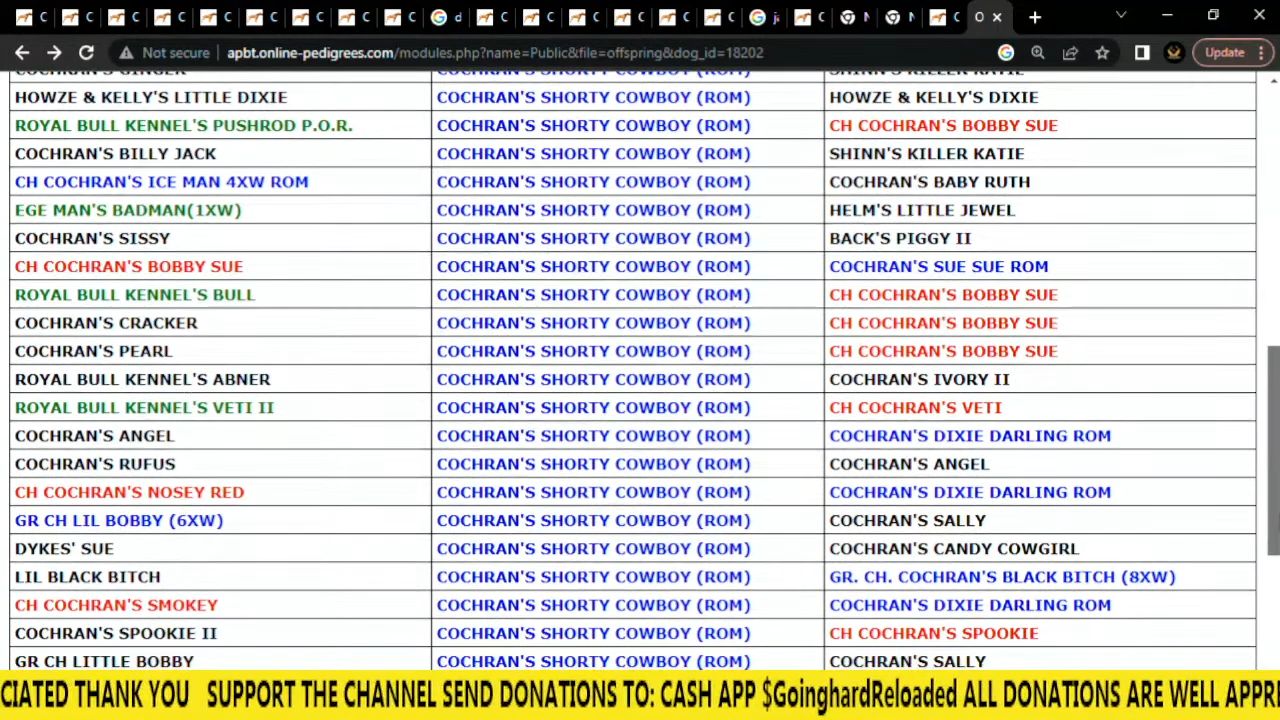 Not secure apbt.online-pedigrees.com/modules.php?name=Public&file=offspring&dog_id=18202 Update
COCHRAN'S GINGER SHINN'S KILLER KATIE
HOWZE & KELLY'S LITTLE DIXIE COCHRAN'S SHORTY COWBOY (ROM) HOWZE & KELLY'S DIXIE
ROYAL BULL KENNEL'S PUSHROD P.O.R. COCHRAN'S SHORTY COWBOY (ROM) CH COCHRAN'S BOBBY SUE
COCHRAN'S BILLY JACK COCHRAN'S SHORTY COWBOY (ROM) SHINN'S KILLER KATIE
CH COCHRAN'S ICE MAN 4XW ROM COCHRAN'S SHORTY COWBOY (ROM) COCHRAN'S BABY RUTH
EGE MAN'S BADMAN(1XW) COCHRAN'S SHORTY COWBOY (ROM) HELM'S LITTLE JEWEL
COCHRAN'S SISSY COCHRAN'S SHORTY COWBOY (ROM) BACK'S PIGGY II
CH COCHRAN'S BOBBY SUE COCHRAN'S SHORTY COWBOY (ROM) COCHRAN'S SUE SUE ROM
ROYAL BULL KENNEL'S BULL COCHRAN'S SHORTY COWBOY (ROM) CH COCHRAN'S BOBBY SUE
COCHRAN'S CRACKER COCHRAN'S SHORTY COWBOY (ROM) CH COCHRAN'S BOBBY SUE
COCHRAN'S PEARL COCHRAN'S SHORTY COWBOY (ROM) CH COCHRAN'S BOBBY SUE
ROYAL BULL KENNEL'S ABNER COCHRAN'S SHORTY COWBOY (ROM) COCHRAN'S IVORY II
ROYAL BULL KENNEL'S VETI II COCHRAN'S SHORTY COWBOY (ROM) CH COCHRAN'S VETI
COCHRAN'S ANGEL COCHRAN'S SHORTY COWBOY (ROM) COCHRAN'S DIXIE DARLING ROM
COCHRAN'S RUFUS COCHRAN'S SHORTY COWBOY (ROM) COCHRAN'S ANGEL
CH COCHRAN'S NOSEY RED COCHRAN'S SHORTY COWBOY (ROM) COCHRAN'S DIXIE DARLING ROM
GR CH LIL BOBBY (6XW) COCHRAN'S SHORTY COWBOY (ROM) COCHRAN'S SALLY
DYKES' SUE COCHRAN'S SHORTY COWBOY (ROM) COCHRAN'S CANDY COWGIRL
LIL BLACK BITCH COCHRAN'S SHORTY COWBOY (ROM) GR. CH. COCHRAN'S BLACK BITCH (8XW)
CH COCHRAN'S SMOKEY COCHRAN'S SHORTY COWBOY (ROM) COCHRAN'S DIXIE DARLING ROM
COCHRAN'S SPOOKIE II COCHRAN'S SHORTY COWBOY (ROM) CH COCHRAN'S SPOOKIE
GR CH LITTLE BOBBY COCHRAN'S SHORTY COWBOY (ROM) COCHRAN'S SALLY
CIATED THANK YOU SUPPORT THE CHANNEL SEND DONATIONS TO: CASH APP $GoinghardReloaded ALL DONATIONS ARE WELL APPRE